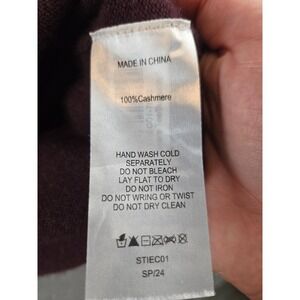 MADE IN CHINA
100%Cashmere
HAND WASH COLD
SEPARATELY
DO NOT BLEACH
LAY FLAT TO DRY
DO NOT IRON
DO NOT WRING OR TWIST
DO NOT DRY CLEAN
STIEC01
SP/24